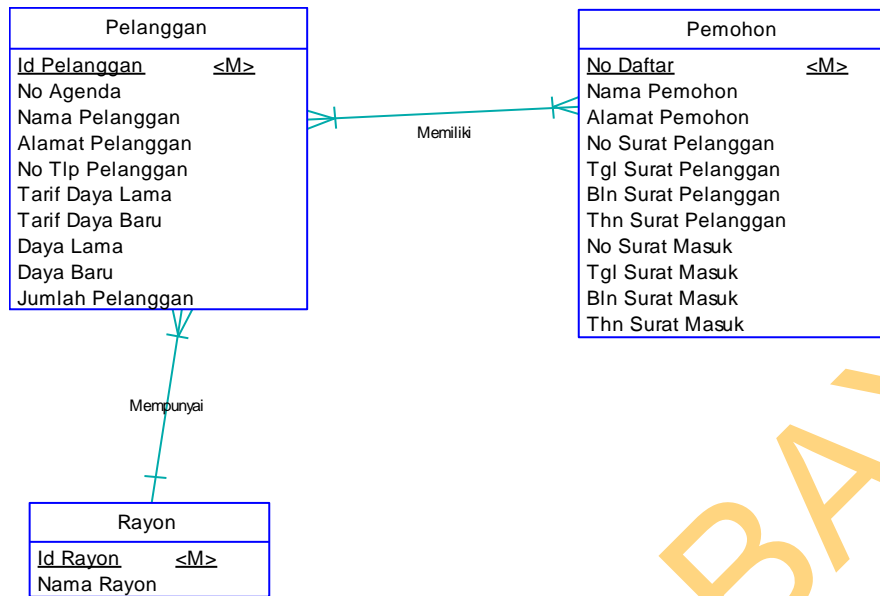 Pelanggan
Id Pelanggan <M>
No Agenda
Nama Pelanggan
Alamat Pelanggan
No Tlp Pelanggan
Tarif Daya Lama
Tarif Daya Baru
Daya Lama
Daya Baru
Jumlah Pelanggan
Memiliki
Pemohon
No Daftar <M>
Nama Pemohon
Alamat Pemohon
No Surat Pelanggan
Tgl Surat Pelanggan
Bln Surat Pelanggan
Thn Surat Pelanggan
No Surat Masuk
Tgl Surat Masuk
Bln Surat Masuk
Thn Surat Masuk
Mempunyai
Rayon
Id Rayon <M>
Nama Rayon
BAY